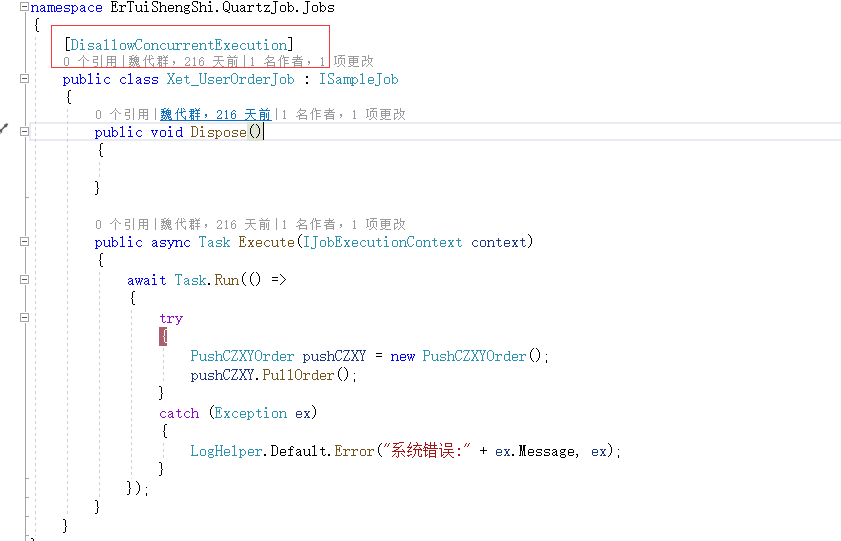 namespace ErTuiShengShi.QuartzJob.Jobs
{
[DisallowConcurrentExecution]
0 个引用|魏代群，216 天前|1 名作者，1 项更改
public class Xet_UserOrderJob : ISampleJob
{
0 个引用|魏代群，216 天前|1 名作者，1 项更改
public void Dispose()
{
}
0 个引用|魏代群，216 天前|1 名作者，1 项更改
public async Task Execute(IJobExecutionContext context)
{
await Task.Run(() =>
{
try
{
PushCZXYOrder pushCZXY = new PushCZXYOrder();
pushCZXY.PullOrder();
}
catch (Exception ex)
{
LogHelper.Default.Error("系统错误:" + ex.Message, ex);
}
});
}
}